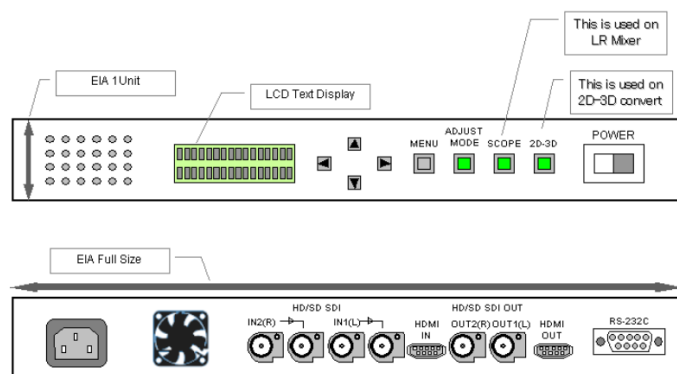 This is used on
LR Mixer
EIA 1Unit
LCD Text Display
This is used on
2D-3D convert
MENU
ADJUST
MODE
SCOPE
2D-3D
POWER
EIA Full Size
HD/SD SDI
IN2(R)
IN1(L)
HDMI
IN
HD/SD SDI OUT
OUT2(R)
OUT1(L)
HDMI
OUT
RS-232C